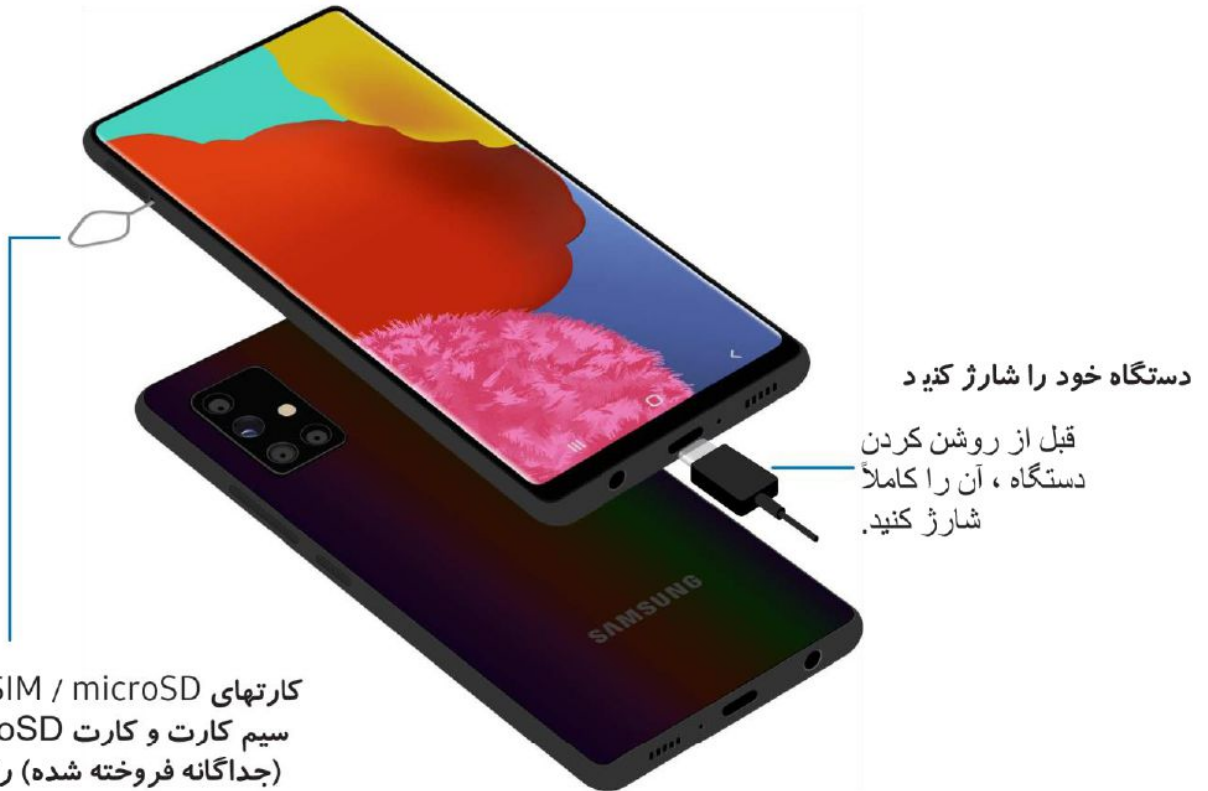 دستگاه خود را شارژ کنید
قبل از روشن کردن
دستگاه ، آن را کاملاً
شارژ کنید.
SAMSUNG
کارتهای / microSD
سیم کارت و کارت
(جداگانه فروخته شده)